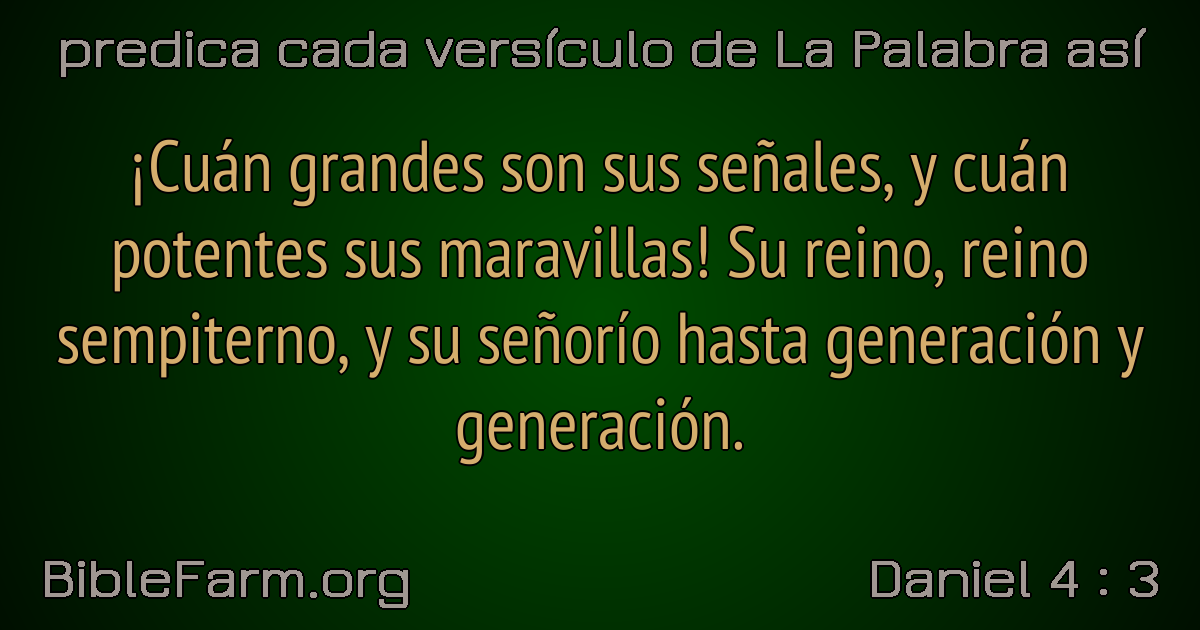 predica cada versículo de La Palabra así
¡Cuán grandes son sus señales, y cuán
potentes sus maravillas! Su reino, reino
sempiterno, y su señorío hasta generación y
generación.
BibleFarm.org
Daniel 4 : 3